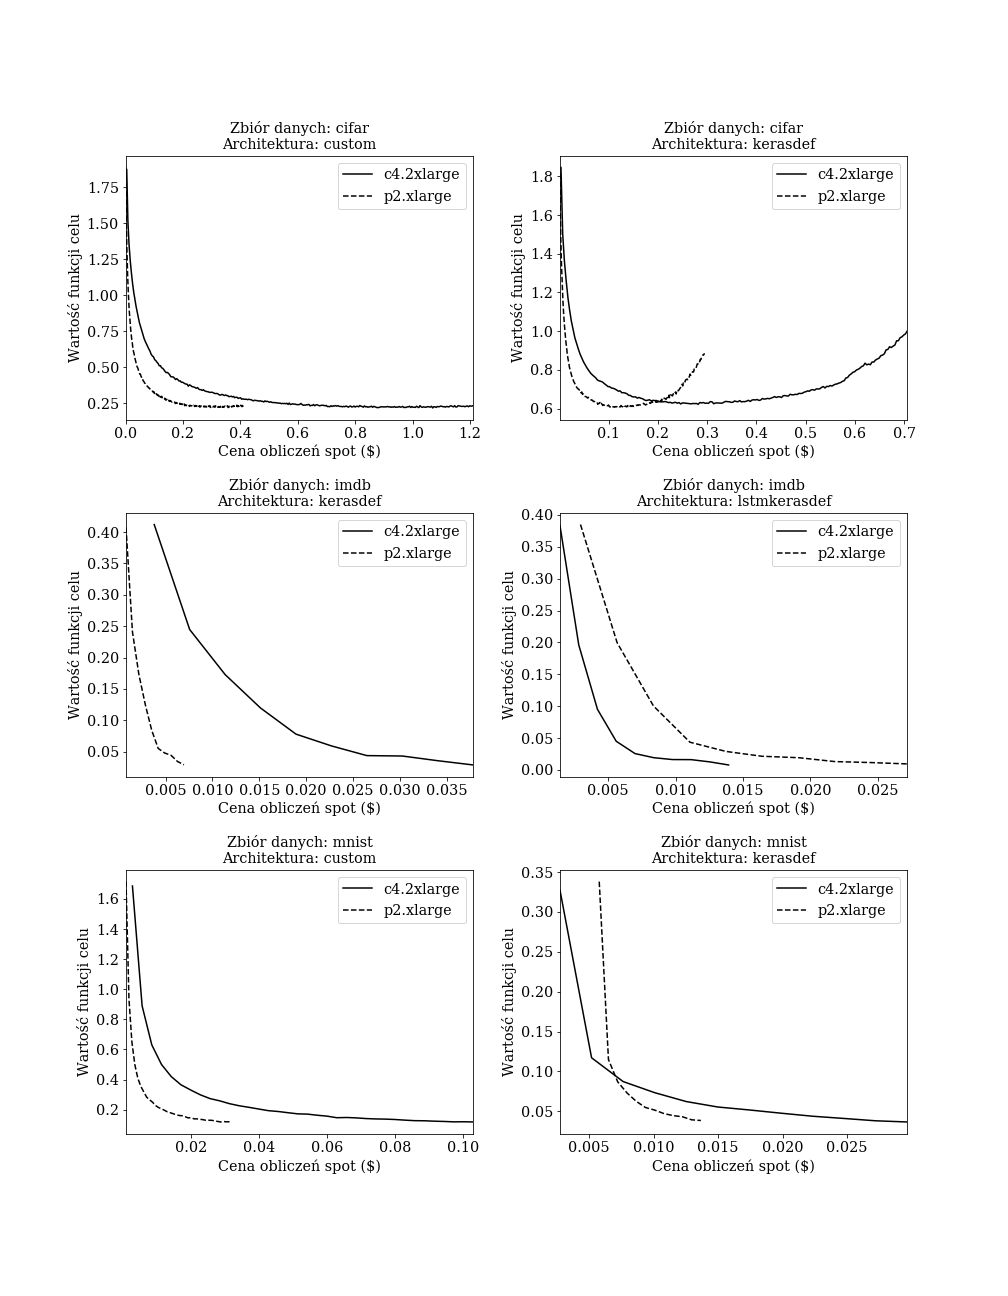 Zbiór danych: cifar
Architektura: custom
c4.2xlarge
p2.xlarge
Wartość funkcji celu
1.75
1.50
1.25
1.00
0.75
0.50
0.25
0.0 0.2 0.4 0.6 0.8 1.0 1.2
Cena obliczeń spot ($)
Zbiór danych: cifar
Architektura: kerasdef
c4.2xlarge
p2.xlarge
Wartość funkcji celu
1.8
1.6
1.4
1.2
1.0
0.8
0.6
0.1 0.2 0.3 0.4 0.5 0.6 0.7
Cena obliczeń spot ($)
Zbiór danych: imdb
Architektura: kerasdef
c4.2xlarge
p2.xlarge
Wartość funkcji celu
0.40
0.35
0.30
0.25
0.20
0.15
0.10
0.05
0.005 0.010 0.015 0.020 0.025 0.030 0.035
Cena obliczeń spot ($)
Zbiór danych: imdb
Architektura: lstmkerasdef
c4.2xlarge
p2.xlarge
Wartość funkcji celu
0.40
0.35
0.30
0.25
0.20
0.15
0.10
0.05
0.00
0.005 0.010 0.015 0.020 0.025
Cena obliczeń spot ($)
Zbiór danych: mnist
Architektura: custom
c4.2xlarge
p2.xlarge
Wartość funkcji celu
1.6
1.4
1.2
1.0
0.8
0.6
0.4
0.2
0.02 0.04 0.06 0.08 0.10
Cena obliczeń spot ($)
Zbiór danych: mnist
Architektura: kerasdef
c4.2xlarge
p2.xlarge
Wartość funkcji celu
0.35
0.30
0.25
0.20
0.15
0.10
0.05
0.005 0.010 0.015 0.020 0.025
Cena obliczeń spot ($)